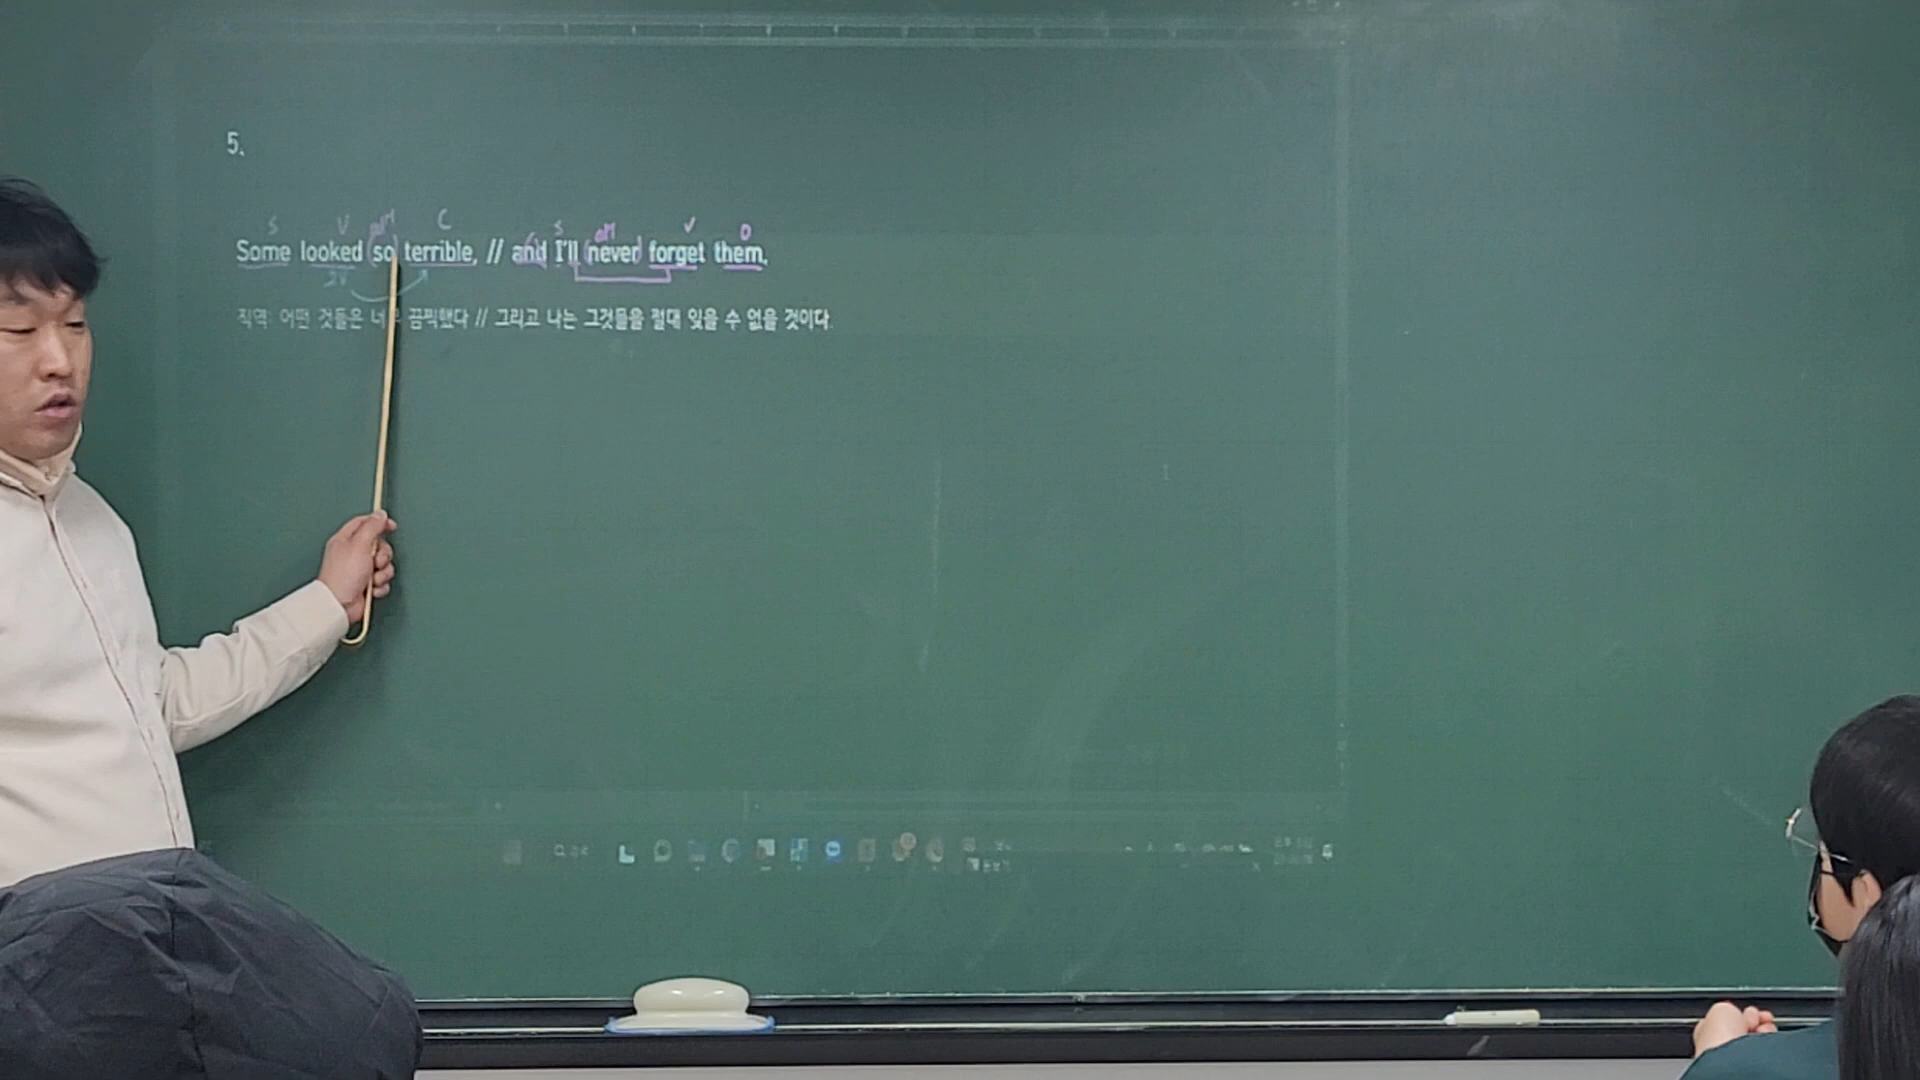 5.
S V C S V O
Some looked (so) terrible, // and I'll (never) forget them.
2V
직역: 어떤 것들은 너무 끔찍했다 // 그리고 나는 그것들을 절대 잊을 수 없을 것이다.